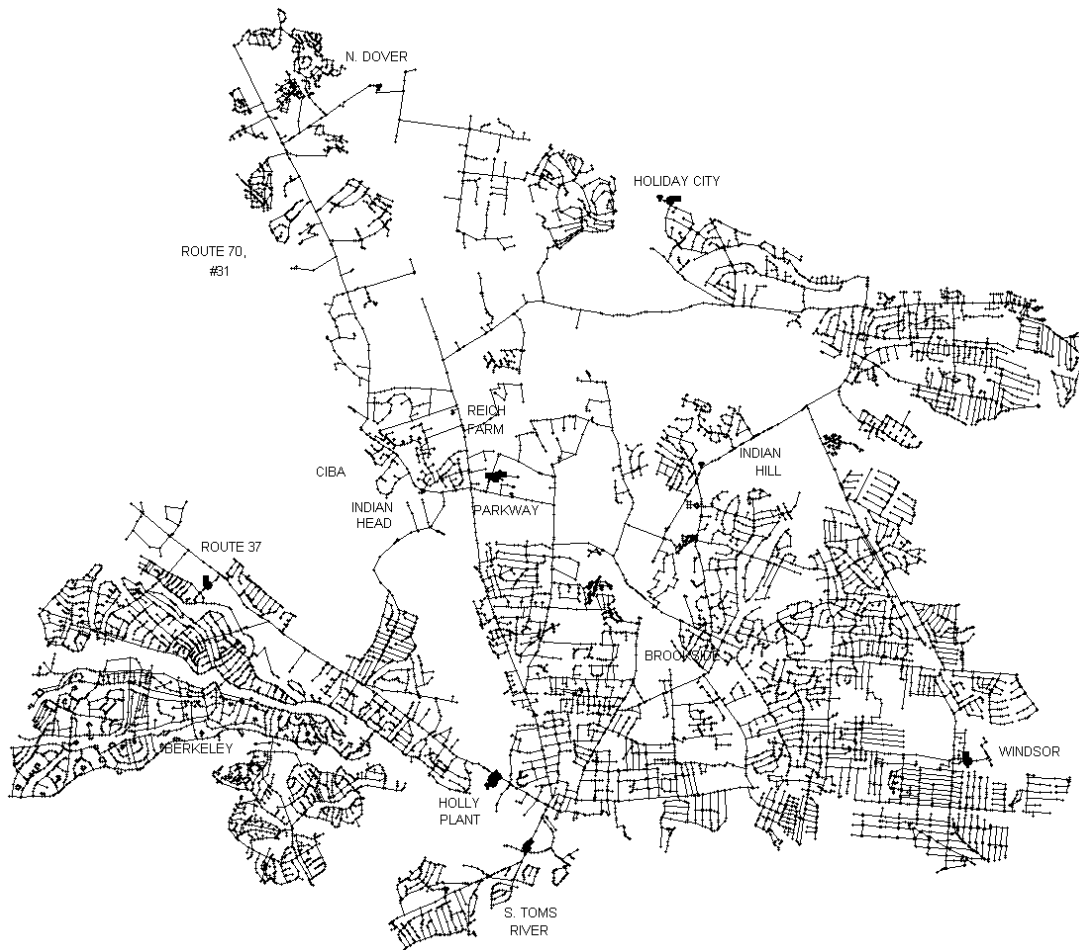 N. DOVER
HOLIDAY CITY
ROUTE 70,
#31
REICH
FARM
CIBA
INDIAN
HILL
INDIAN
HEAD
PARKWAY
ROUTE 37
BROOKSIDE
BERKELEY
WINDSOR
HOLLY
PLANT
S. TOMS
RIVER